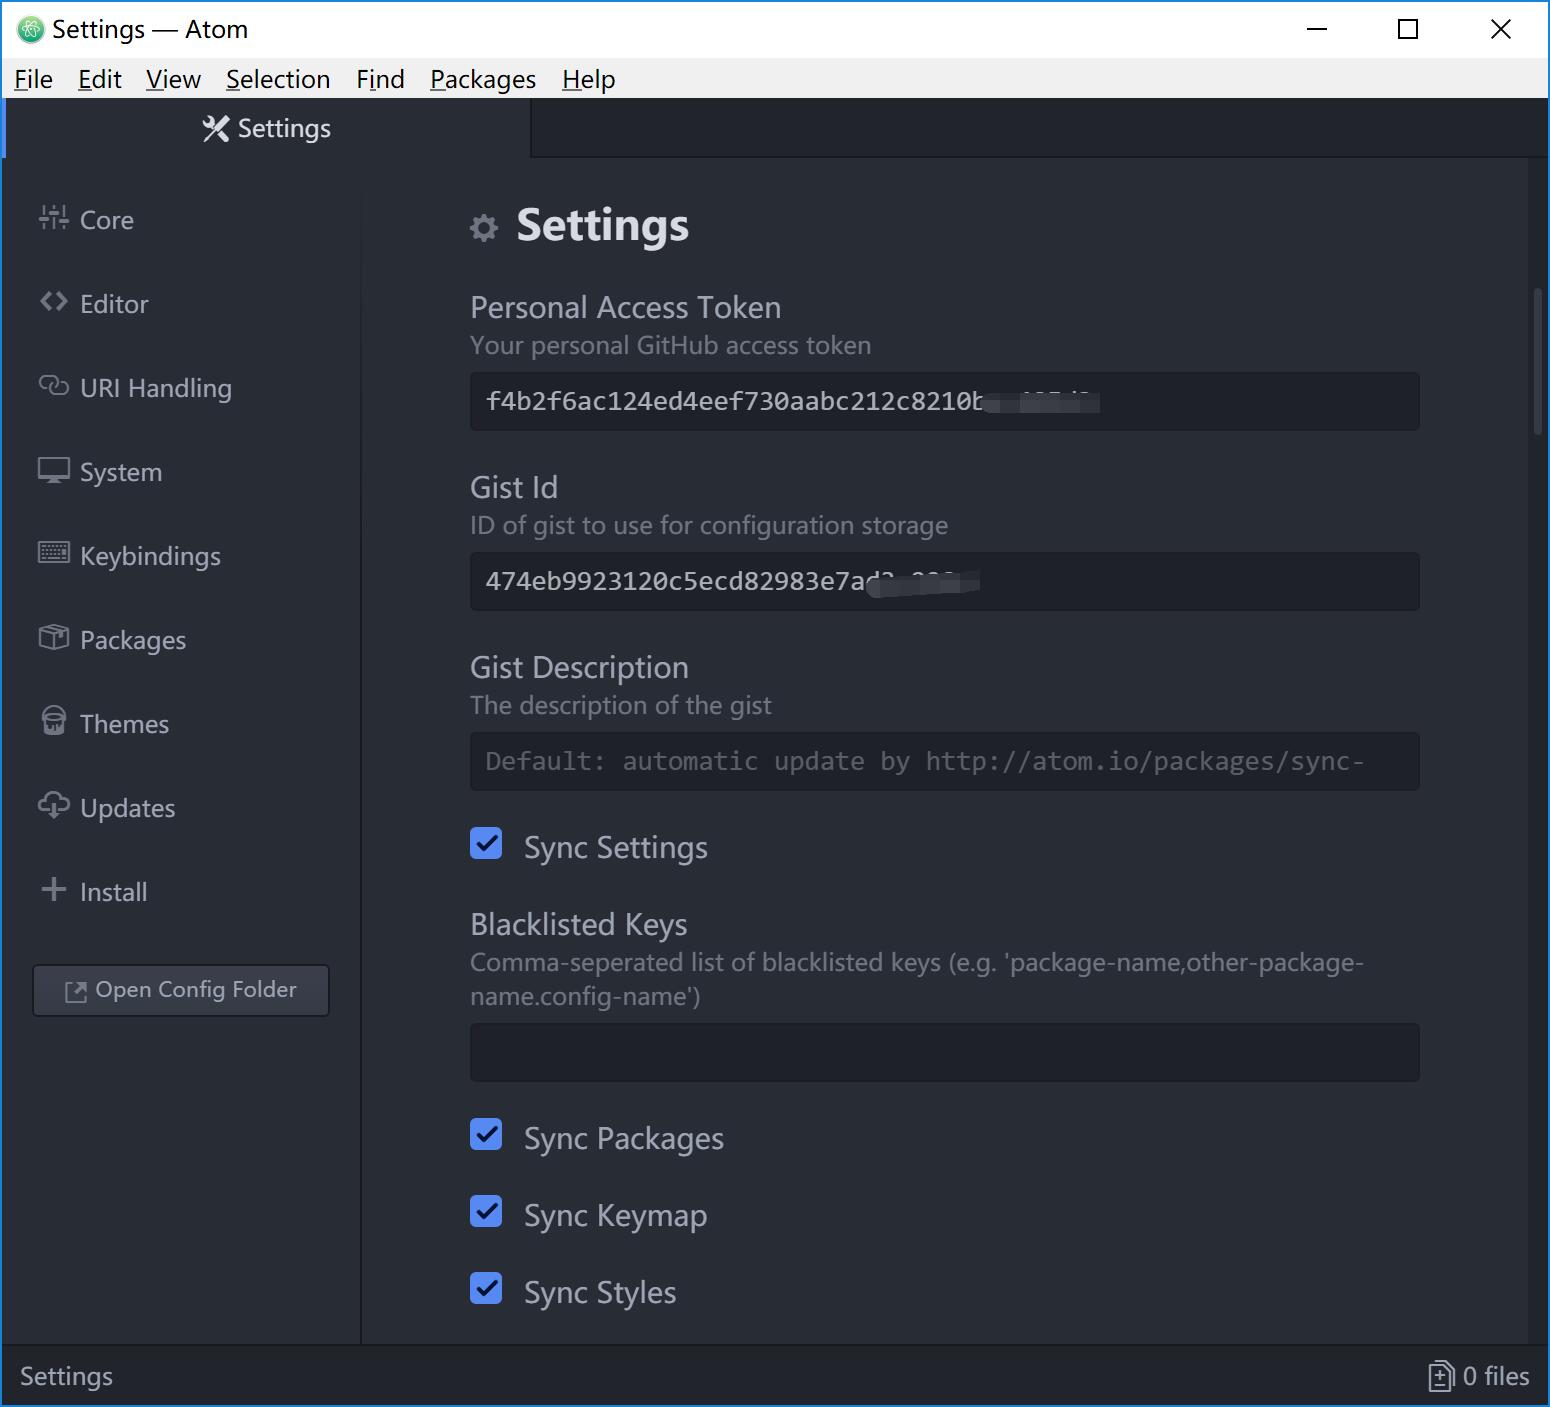 Settings — Atom
File Edit View Selection Find Packages Help
Settings
Core
Editor
URI Handling
System
Keybindings
Packages
Themes
Updates
Install
Open Config Folder
Settings
Personal Access Token
Your personal GitHub access token
Gist Id
ID of gist to use for configuration storage
Gist Description
The description of the gist
Default: automatic update by http://atom.io/packages/sync-
Sync Settings
Blacklisted Keys
Comma-seperated list of blacklisted keys (e.g. 'package-name,other-package-
name.config-name')
Sync Packages
Sync Keymap
Sync Styles
Settings
0 files